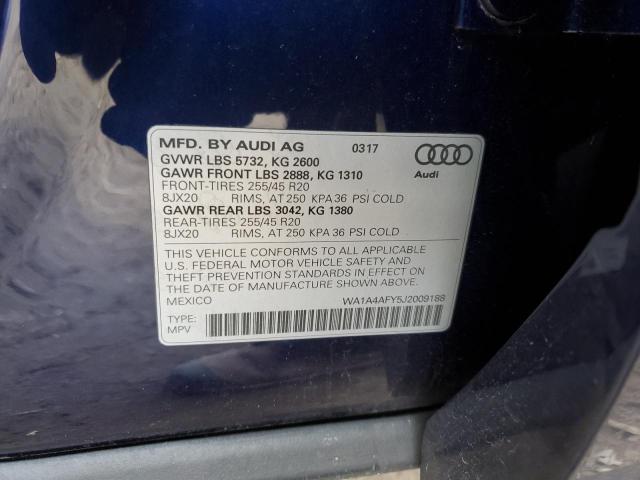 MFD. BY AUDI AG 0317
GVWR LBS 5732, KG 2600
GAWR FRONT LBS 2888, KG 1310
FRONT-TIRES 255/45 R20
8JX20 RIMS, AT 250 KPA 36 PSI COLD
GAWR REAR LBS 3042, KG 1380
REAR-TIRES 255/45 R20
8JX20 RIMS, AT 250 KPA 36 PSI COLD
Audi
THIS VEHICLE CONFORMS TO ALL APPLICABLE
U.S. FEDERAL MOTOR VEHICLE SAFETY AND
THEFT PREVENTION STANDARDS IN EFFECT ON
THE DATE OF MANUFACTURE SHOWN ABOVE.
MEXICO WA1A4AFY5J2009188
TYPE:
MPV